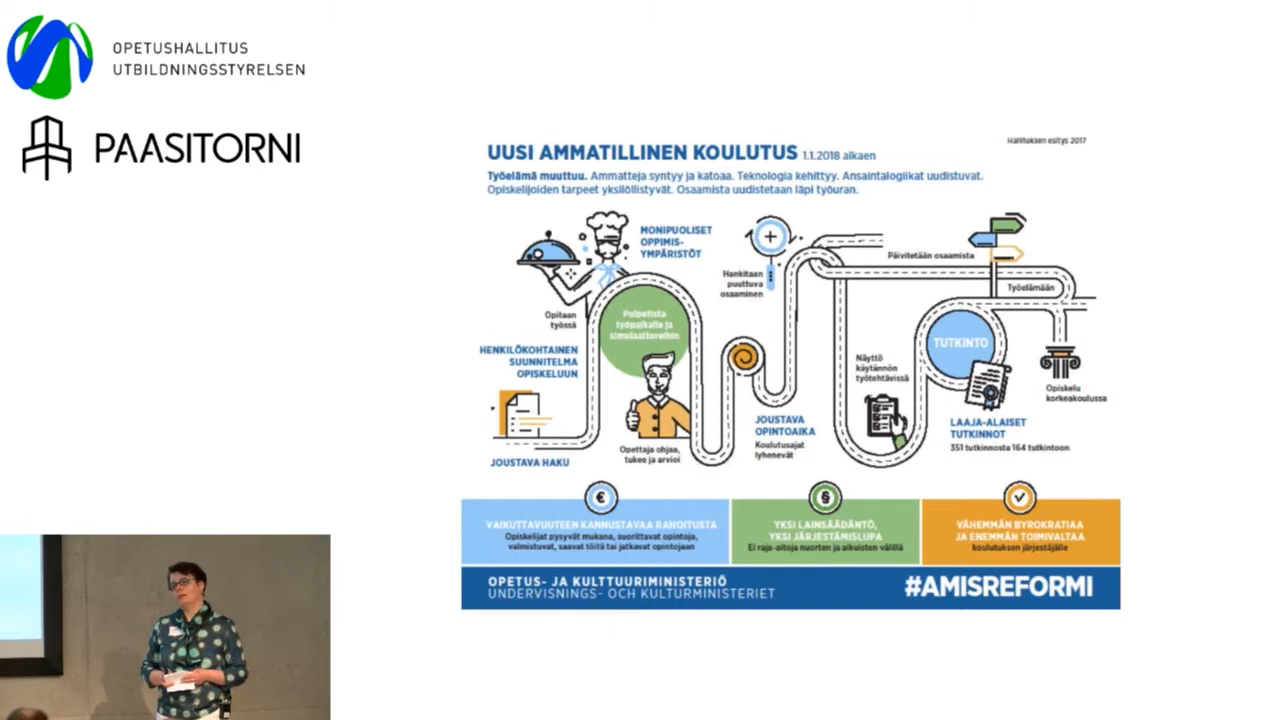 OPETUSHALLITUS
UTBILDNINGSSTYRELSEN
PAASITORNI
Hallituksen esitys 2017
UUSI AMMATILLINEN KOULUTUS 1.1.2018 alkaen
Työelämä muuttuu. Ammatteja syntyy ja katoaa. Teknologia kehittyy. Ansaintalogiikat uudistuvat.
Opiskelijoiden tarpeet yksilöllistyvät. Osaamista uudistetaan läpi työuran.
MONIPUOLISET
OPPIMIS-
YMPÄRISTÖT
Opitaan
työssä
Pulpetista
työpaikalle ja
simulaattoreihin
HENKILÖKOHTAINEN
SUUNNITELMA
OPISKELUUN
JOUSTAVA HAKU
Opettaja ohjaa,
tukee ja arvioi
Hankitaan
puuttuva
osaaminen
JOUSTAVA
OPINTOAIKA
Koulutusajat
lyhenevät
Päivitetään osaamista
Työelämään
Näyttö
käytännön
työtehtävissä
TUTKINTO
Opiskelu
korkeakoulussa
LAAJA-ALAISET
TUTKINNOT
351 tutkinnosta 164 tutkintoon
€
VAIKUTTAVUUTEEN KANNUSTAVAA RAHOITUSTA
Opiskelijat pysyvät mukana, suorittavat opintoja,
valmistuvat, saavat töitä tai jatkavat opintojaan
§
YKSI LAINSÄÄDÄNTÖ,
YKSI JÄRJESTÄMISLUPA
Ei raja-aitoja nuorten ja aikuisten välillä
VÄHEMMÄN BYROKRATIAA
JA ENEMMÄN TOIMIVALTAA
koulutuksen järjestäjälle
OPETUS- JA KULTTUURIMINISTERIÖ
UNDERVISNINGS- OCH KULTURMINISTERIET
#AMISREFORMI